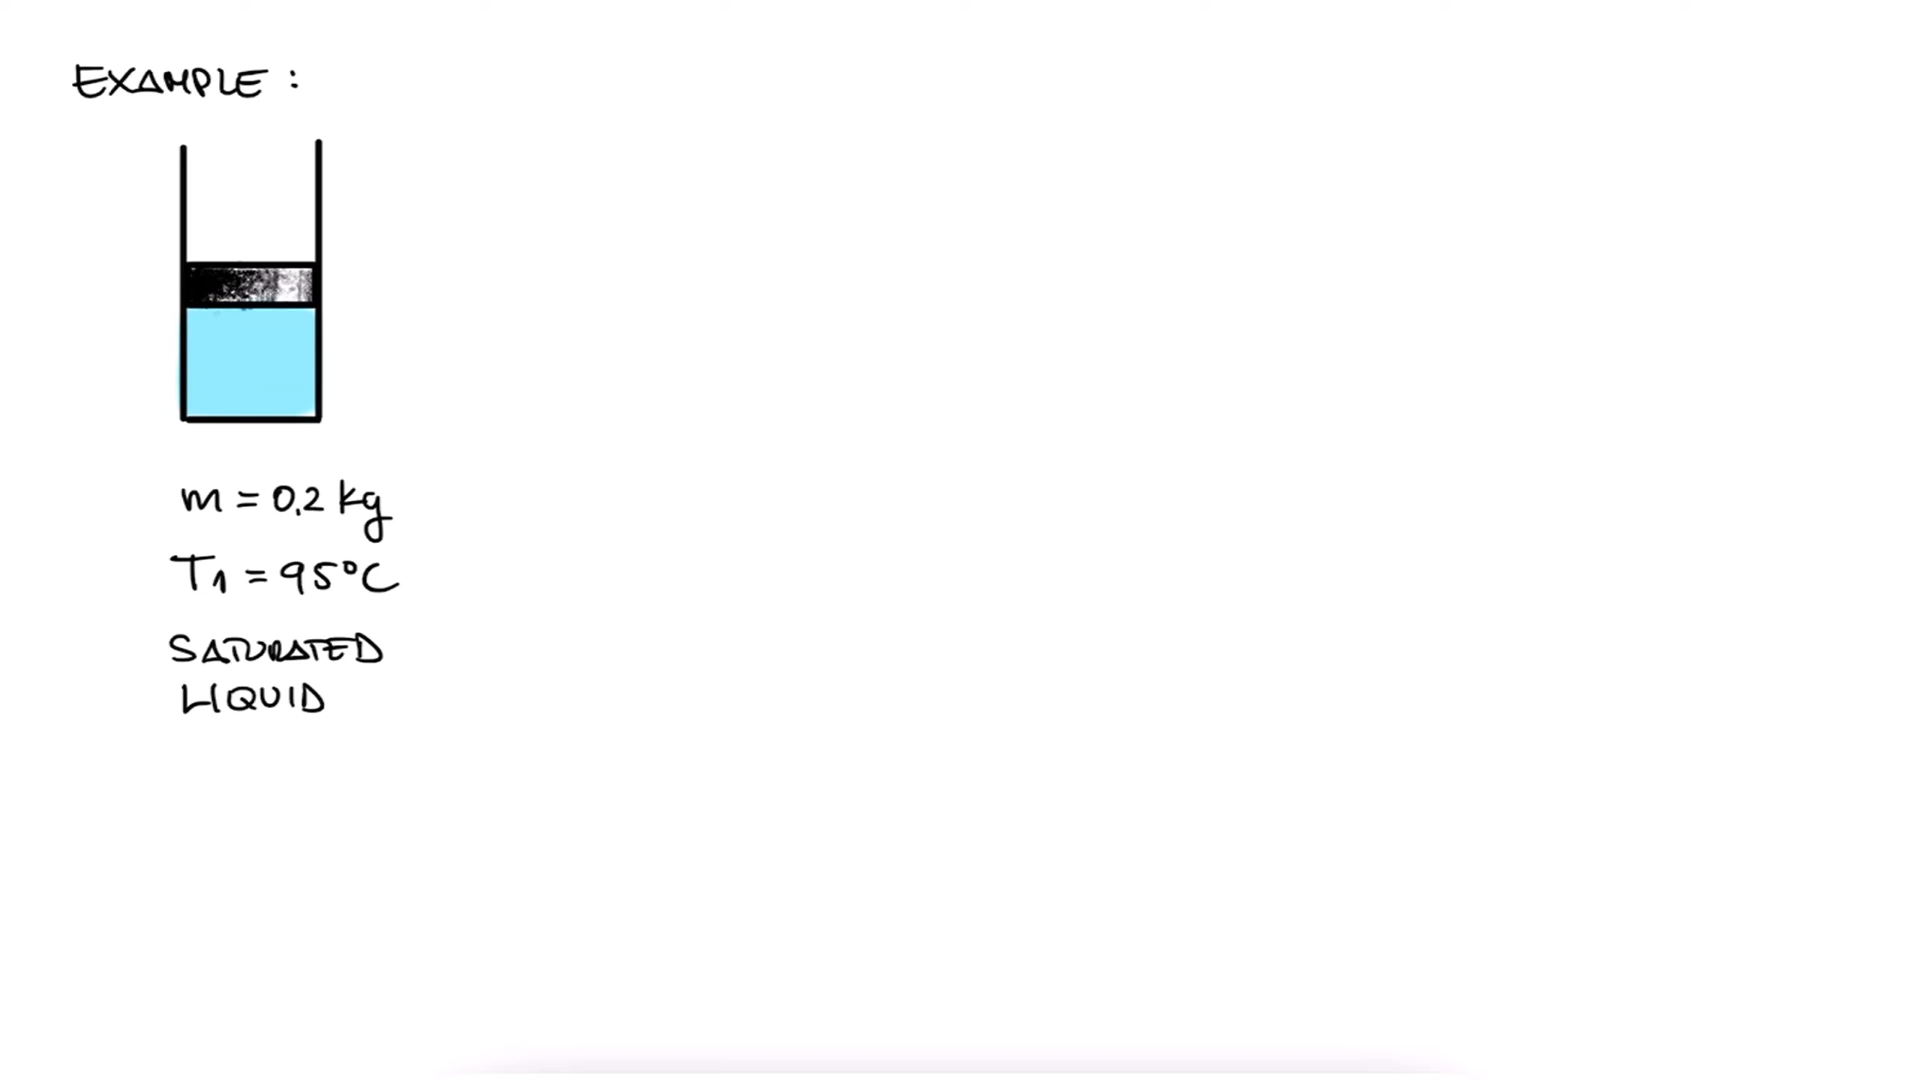 EXAMPLE :
m = 0.2 kg
T1 = 95°C
SATURATED
LIQUID